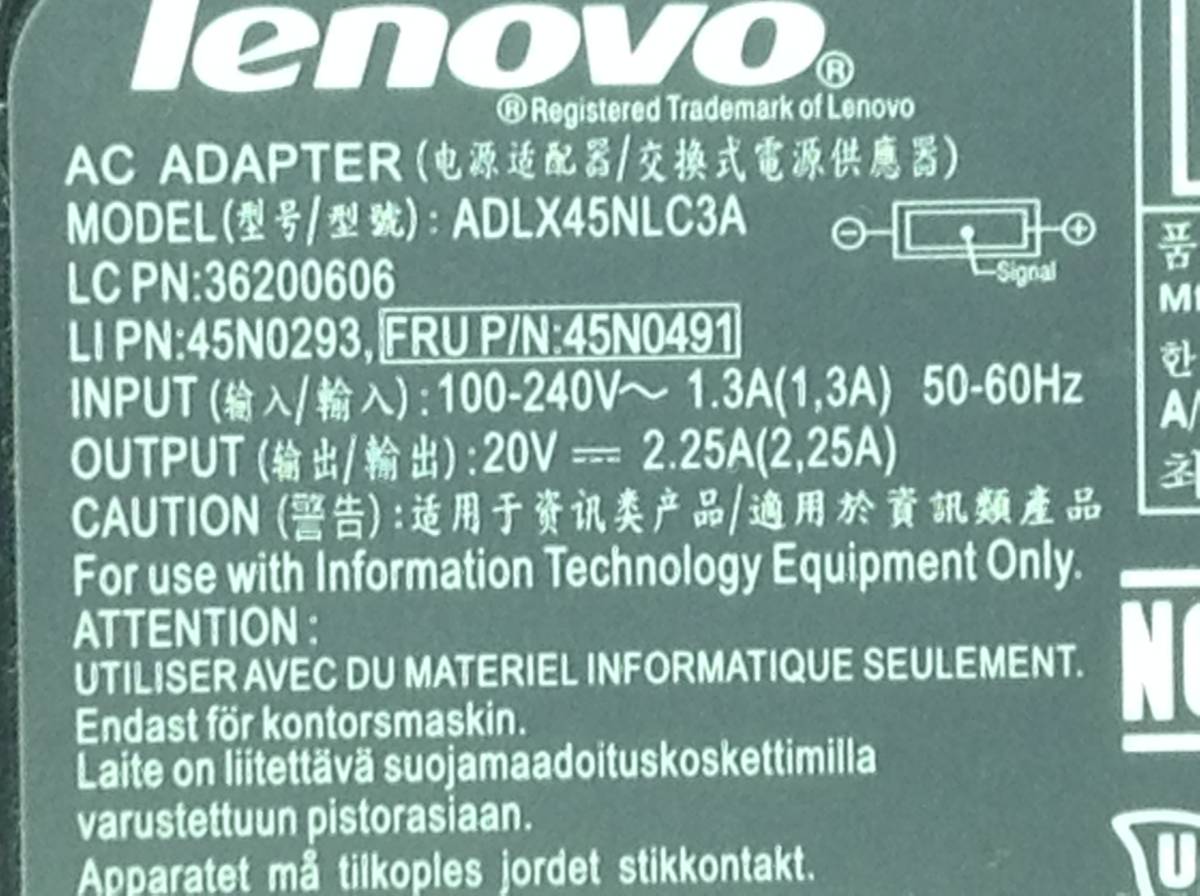 lenovo®
®Registered Trademark of Lenovo
AC ADAPTER (电源适配器/交换式電源供應器)
MODEL(型号/型號) : ADLX45NLC3A
Signal
LC PN:36200606
LI PN:45N0293, FRU P/N:45N0491
INPUT (输入/輸入) :100-240V～ 1.3A(1,3A) 50-60Hz
OUTPUT (输出/輸出) :20V ⎓ 2.25A(2,25A)
CAUTION (警告) :适用于资讯类产品/適用於資訊類產品
For use with Information Technology Equipment Only.
ATTENTION :
UTILISER AVEC DU MATERIEL INFORMATIQUE SEULEMENT.
Endast för kontorsmaskin.
Laite on liitettävä suojamaadoituskoskettimilla
varustettuun pistorasiaan.
Apparatet må tilkoples jordet stikkontakt.
품
한
A/
최